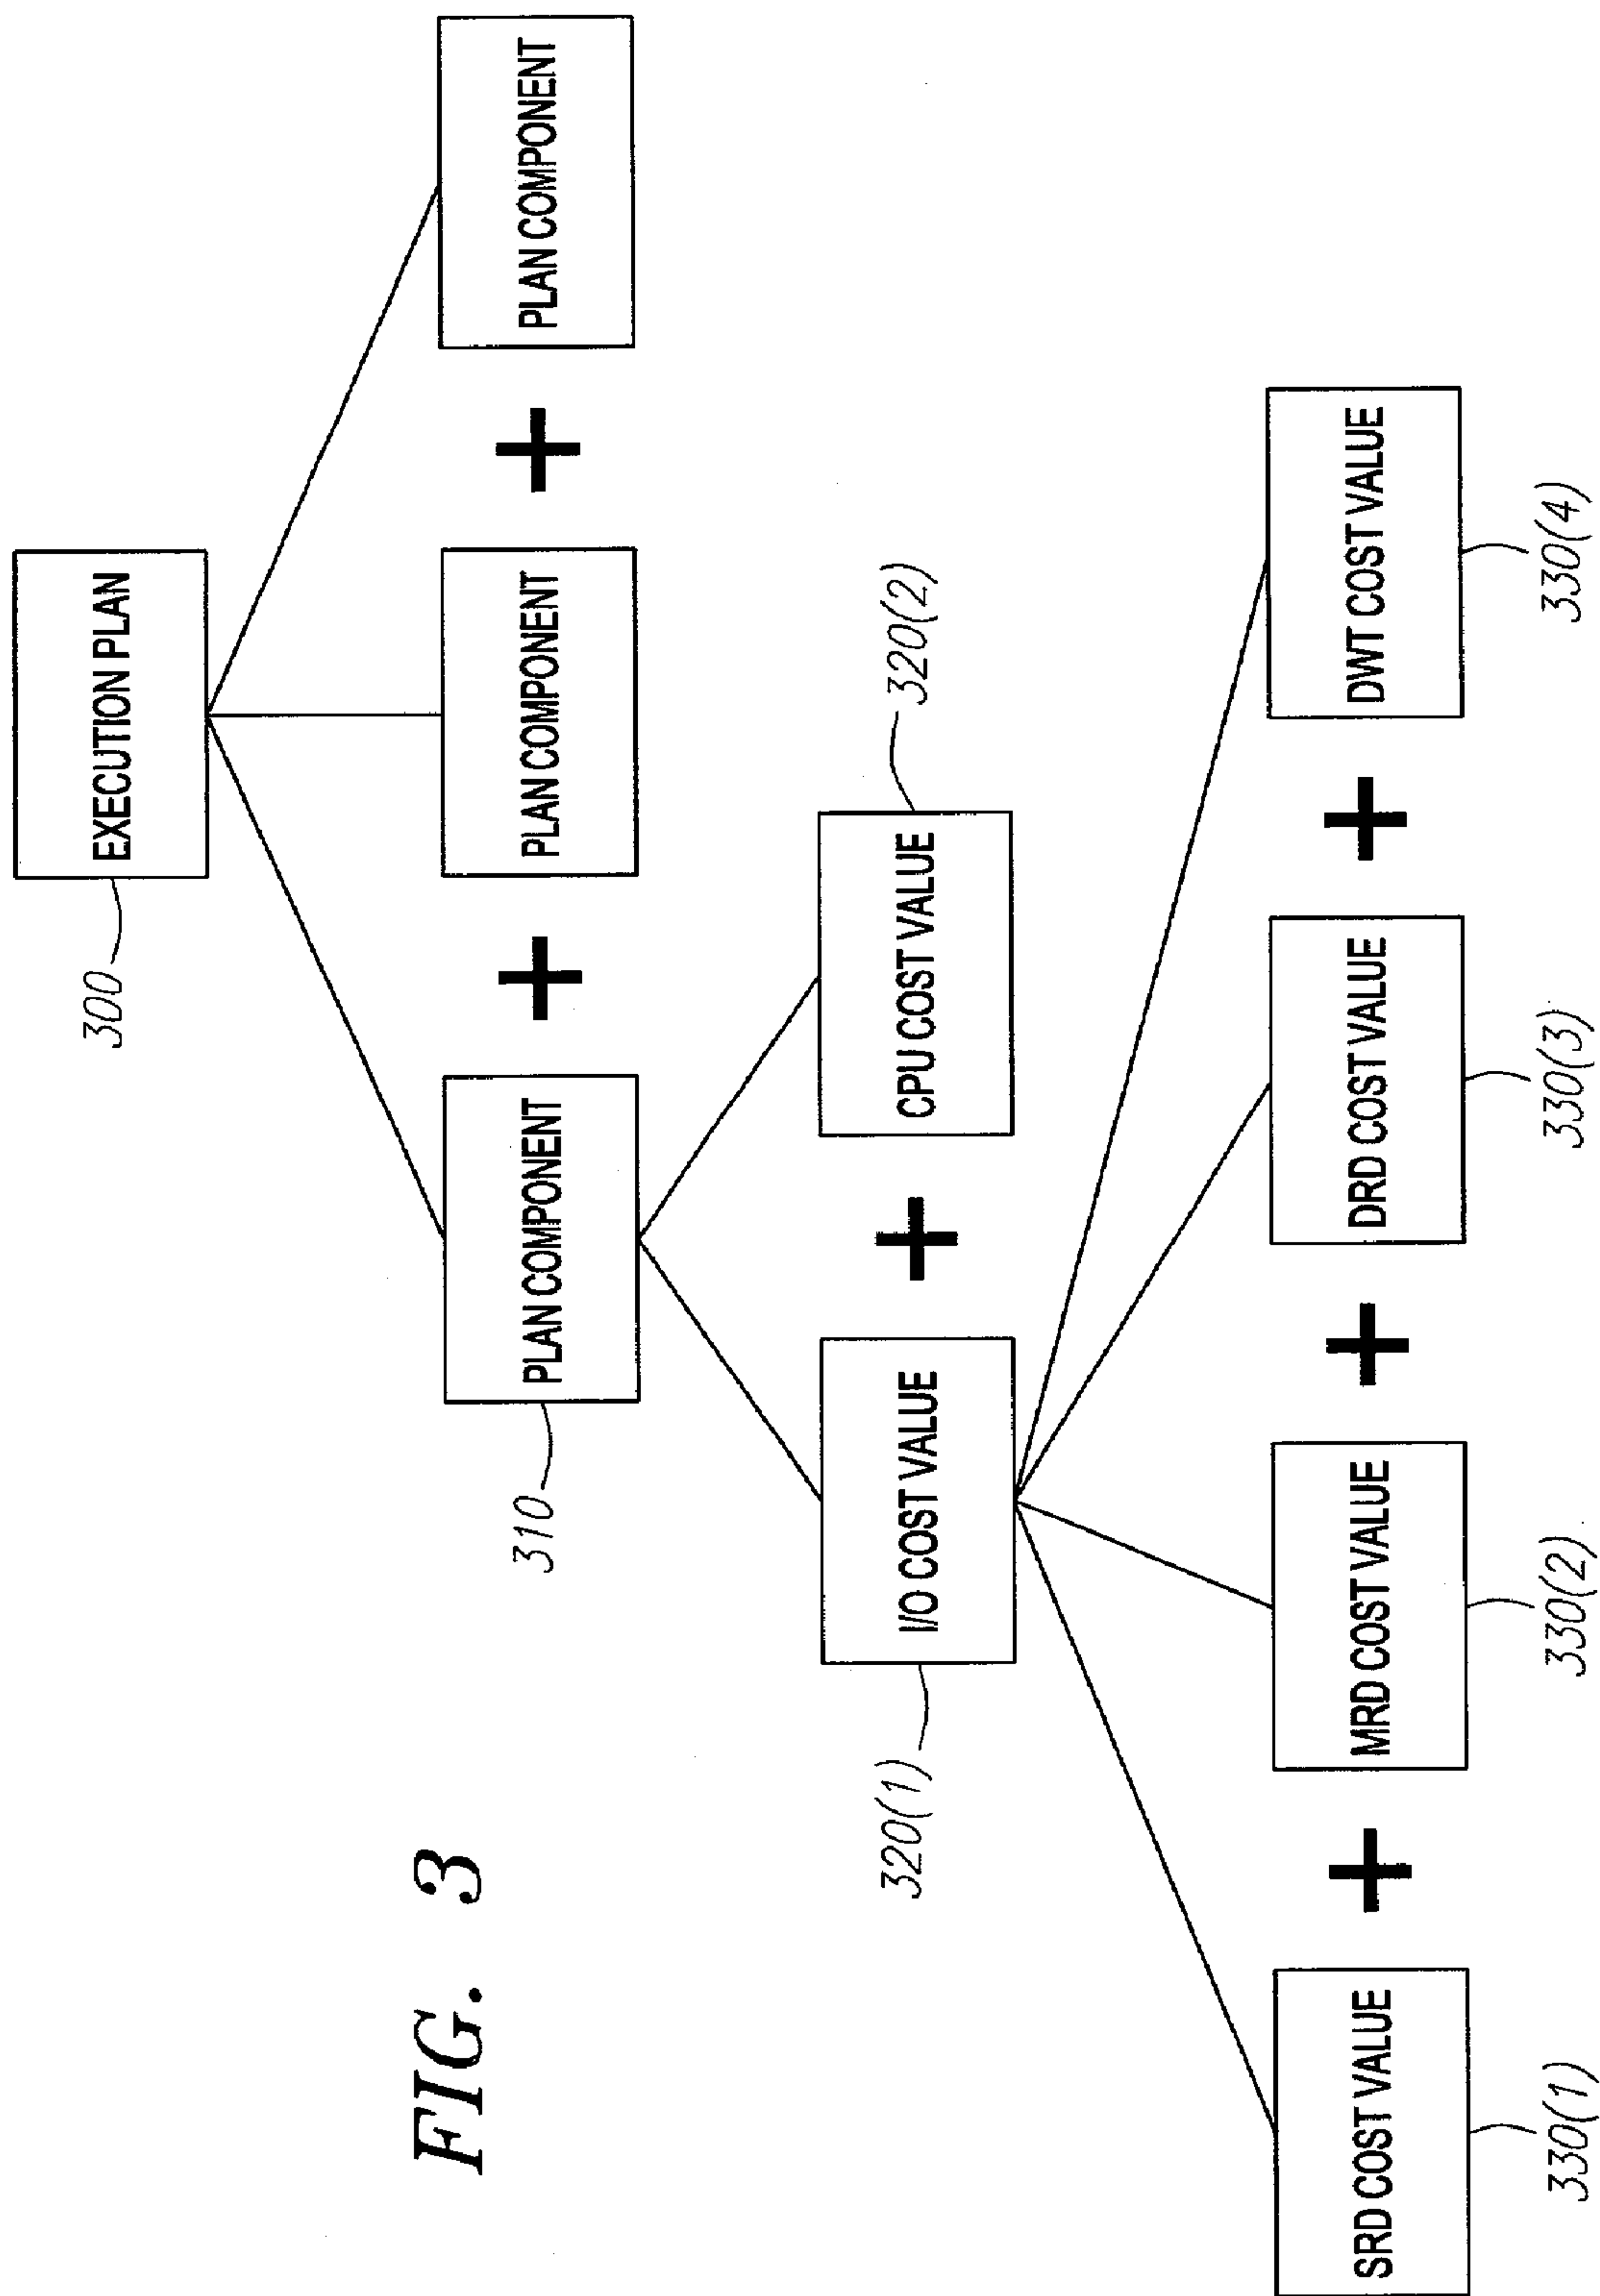 FIG. 3
EXECUTION PLAN
300
PLAN COMPONENT
+
PLAN COMPONENT
+
PLAN COMPONENT
310
I/O COST VALUE
+
CPU COST VALUE
320(1)
320(2)
SRD COST VALUE
+
MRD COST VALUE
+
DRD COST VALUE
+
DWT COST VALUE
330(1)
330(2)
330(3)
330(4)